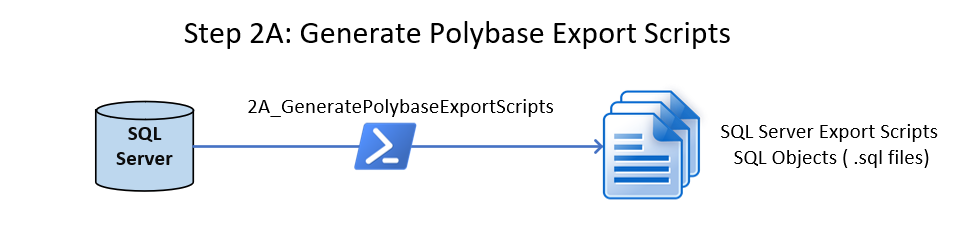 Step 2A: Generate Polybase Export Scripts
2A_GeneratePolybaseExportScripts
SQL
Server
SQL Server Export Scripts
SQL Objects ( .sql files)